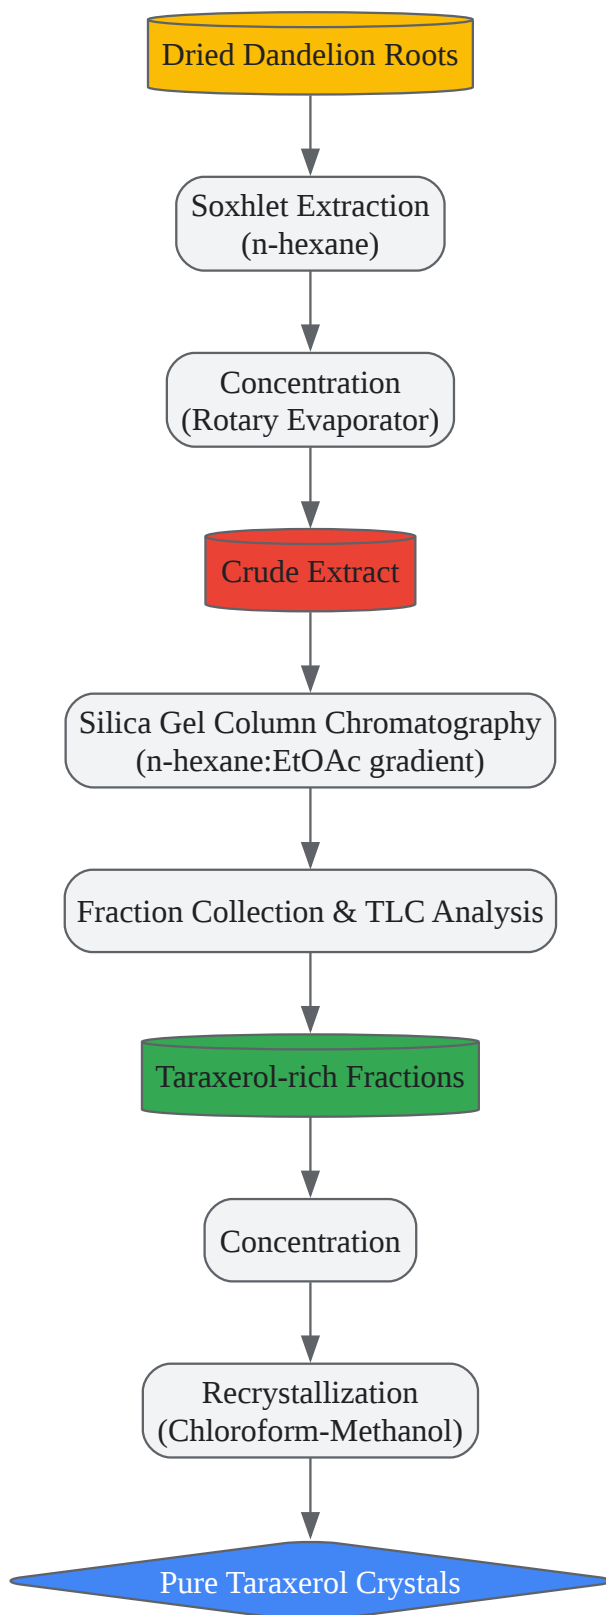 Dried Dandelion Roots
Soxhlet Extraction
(n-hexane)
Concentration
(Rotary Evaporator)
Crude Extract
Silica Gel Column Chromatography
(n-hexane:EtOAc gradient)
Fraction Collection & TLC Analysis
Taraxerol-rich Fractions
Concentration
Recrystallization
(Chloroform-Methanol)
Pure Taraxerol Crystals